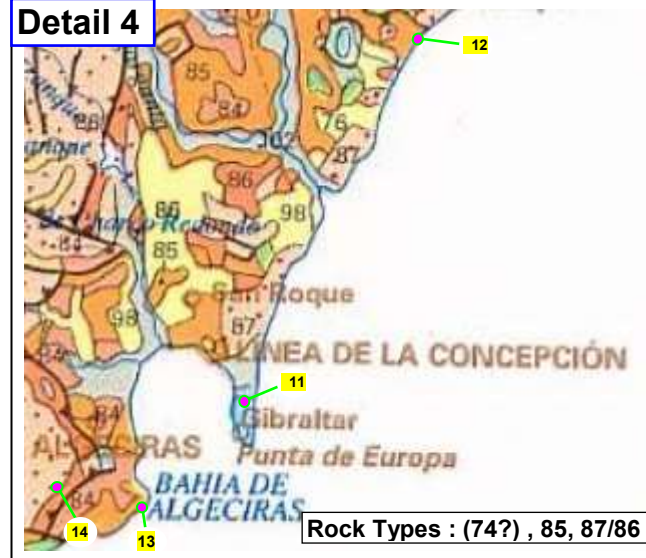 Detail 4
12
85
84
76
87
102
86
86
98
86
85
84
98
San Roque
87
LINEA DE LA CONCEPCIÓN
11
Gibraltar
84
ALGECIRAS
Punta de Europa
BAHIA DE
ALGECIRAS
84
14
13
Rock Types : (74?) , 85, 87/86